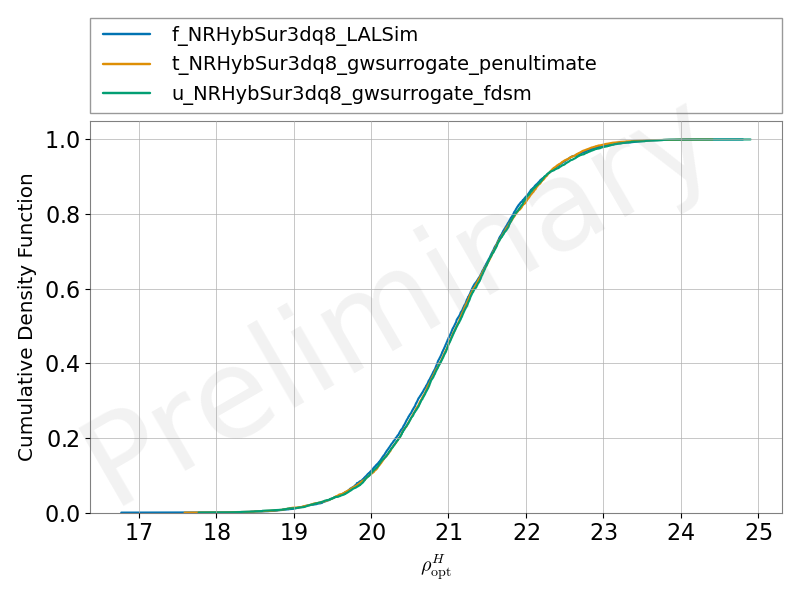 f_NRHybSur3dq8_LALSim
t_NRHybSur3dq8_gwsurrogate_penultimate
u_NRHybSur3dq8_gwsurrogate_fdsm
Preliminary
Cumulative Density Function
1.0
0.8
0.6
0.4
0.2
0.0
17 18 19 20 21 22 23 24 25
ρ_opt^H